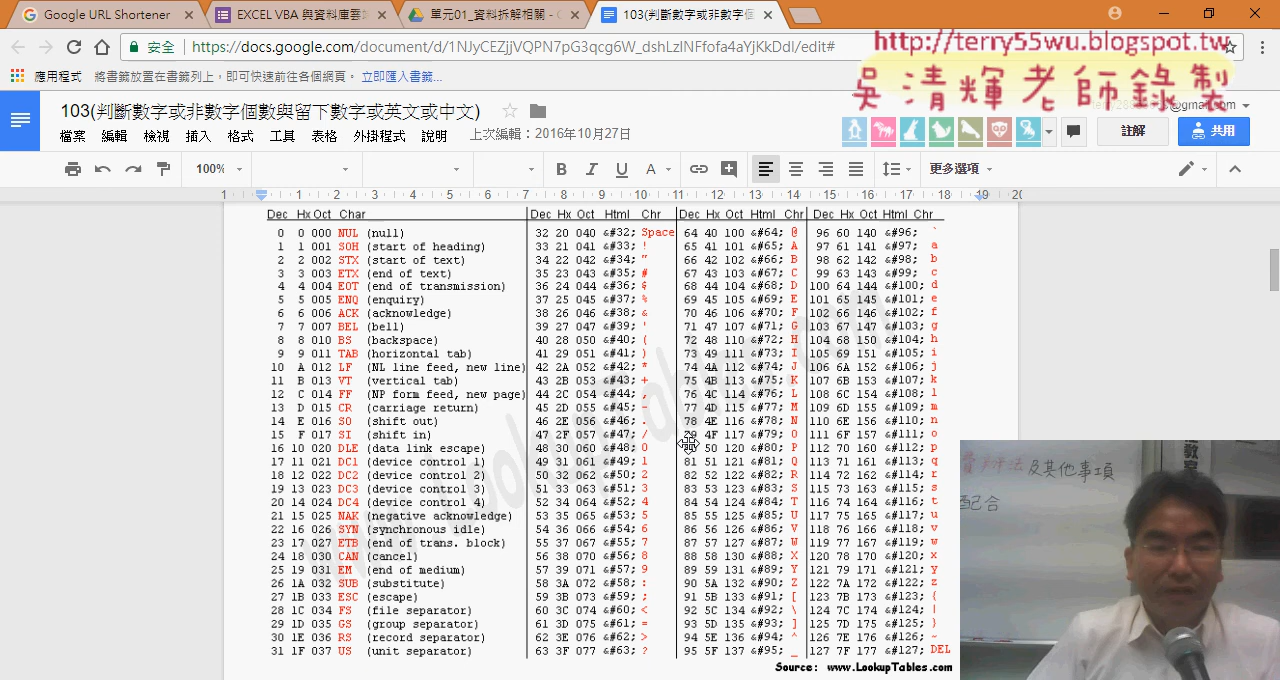 Google URL Shortener
EXCEL VBA 與資料庫雲端
單元01_資料拆解相關 - G
103(判斷數字或非數字個
安全 https://docs.google.com/document/d/1NJyCEZjjVQPN7pG3qcg6W_dshLzINFfoht4aYjKkDdI/edit#
http://terry55wu.blogspot.tw
應用程式 將書籤放置在書籤列上，即可快速前往各個網頁。 立即匯入書籤...
吳清輝老師錄製
103(判斷數字或非數字個數與留下數字或英文或中文)
@gmail.com
檔案 編輯 檢視 插入 格式 工具 表格 外掛程式 說明 上次編輯：2016年10月27日
註解 共用
100% B I U A 更多選項
1 1 2 3 4 5 6 7 8 9 10 11 12 13 14 15 16 17 18 19 20
Dec Hx Oct Char Dec Hx Oct Html Chr Dec Hx Oct Html Chr Dec Hx Oct Html Chr
0 0 000 NUL (null) 32 20 040 &#32; Space 64 40 100 &#64; @ 96 60 140 &#96; `
1 1 001 SOH (start of heading) 33 21 041 &#33; ! 65 41 101 &#65; A 97 61 141 &#97; a
2 2 002 STX (start of text) 34 22 042 &#34; " 66 42 102 &#66; B 98 62 142 &#98; b
3 3 003 ETX (end of text) 35 23 043 &#35; # 67 43 103 &#67; C 99 63 143 &#99; c
4 4 004 EOT (end of transmission) 36 24 044 &#36; $ 68 44 104 &#68; D 100 64 144 &#100; d
5 5 005 ENQ (enquiry) 37 25 045 &#37; % 69 45 105 &#69; E 101 65 145 &#101; e
6 6 006 ACK (acknowledge) 38 26 046 &#38; & 70 46 106 &#70; F 102 66 146 &#102; f
7 7 007 BEL (bell) 39 27 047 &#39; ' 71 47 107 &#71; G 103 67 147 &#103; g
8 8 010 BS (backspace) 40 28 050 &#40; ( 72 48 110 &#72; H 104 68 150 &#104; h
9 9 011 TAB (horizontal tab) 41 29 051 &#41; ) 73 49 111 &#73; I 105 69 151 &#105; i
10 A 012 LF (NL line feed, new line) 42 2A 052 &#42; * 74 4A 112 &#74; J 106 6A 152 &#106; j
11 B 013 VT (vertical tab) 43 2B 053 &#43; + 75 4B 113 &#75; K 107 6B 153 &#107; k
12 C 014 FF (NP form feed, new page) 44 2C 054 &#44; , 76 4C 114 &#76; L 108 6C 154 &#108; l
13 D 015 CR (carriage return) 45 2D 055 &#45; - 77 4D 115 &#77; M 109 6D 155 &#109; m
14 E 016 SO (shift out) 46 2E 056 &#46; . 78 4E 116 &#78; N 110 6E 156 &#110; n
15 F 017 SI (shift in) 47 2F 057 &#47; / 79 4F 117 &#79; O 111 6F 157 &#111; o
16 10 020 DLE (data link escape) 48 30 060 &#48; 0 50 120 &#80; P 112 70 160 &#112; p
17 11 021 DC1 (device control 1) 49 31 061 &#49; 1 81 51 121 &#81; Q 113 71 161 &#113; q
18 12 022 DC2 (device control 2) 50 32 062 &#50; 2 82 52 122 &#82; R 114 72 162 &#114; r
19 13 023 DC3 (device control 3) 51 33 063 &#51; 3 83 53 123 &#83; S 115 73 163 &#115; s
20 14 024 DC4 (device control 4) 52 34 064 &#52; 4 84 54 124 &#84; T 116 74 164 &#116; t
21 15 025 NAK (negative acknowledge) 53 35 065 &#53; 5 85 55 125 &#85; U 117 75 165 &#117; u
22 16 026 SYN (synchronous idle) 54 36 066 &#54; 6 86 56 126 &#86; V 118 76 166 &#118; v
23 17 027 ETB (end of trans. block) 55 37 067 &#55; 7 87 57 127 &#87; W 119 77 167 &#119; w
24 18 030 CAN (cancel) 56 38 070 &#56; 8 88 58 130 &#88; X 120 78 170 &#120; x
25 19 031 EM (end of medium) 57 39 071 &#57; 9 89 59 131 &#89; Y 121 79 171 &#121; y
26 1A 032 SUB (substitute) 58 3A 072 &#58; : 90 5A 132 &#90; Z 122 7A 172 &#122; z
27 1B 033 ESC (escape) 59 3B 073 &#59; ; 91 5B 133 &#91; [ 123 7B 173 &#123; {
28 1C 034 FS (file separator) 60 3C 074 &#60; < 92 5C 134 &#92; \ 124 7C 174 &#124; |
29 1D 035 GS (group separator) 61 3D 075 &#61; = 93 5D 135 &#93; ] 125 7D 175 &#125; }
30 1E 036 RS (record separator) 62 3E 076 &#62; > 94 5E 136 &#94; ^ 126 7E 176 &#126; ~
31 1F 037 US (unit separator) 63 3F 077 &#63; ? 95 5F 137 &#95; _ 127 7F 177 &#127; DEL
Source: www.LookupTables.com
費辦法及其他事項
配合
教室